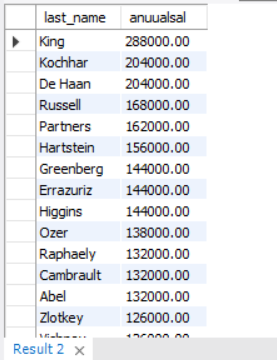 last_name anuualsal
King 288000.00
Kochhar 204000.00
De Haan 204000.00
Russell 168000.00
Partners 162000.00
Hartstein 156000.00
Greenberg 144000.00
Errazuriz 144000.00
Higgins 144000.00
Ozer 138000.00
Raphaely 132000.00
Cambrault 132000.00
Abel 132000.00
Zlotkey 126000.00
Result 2